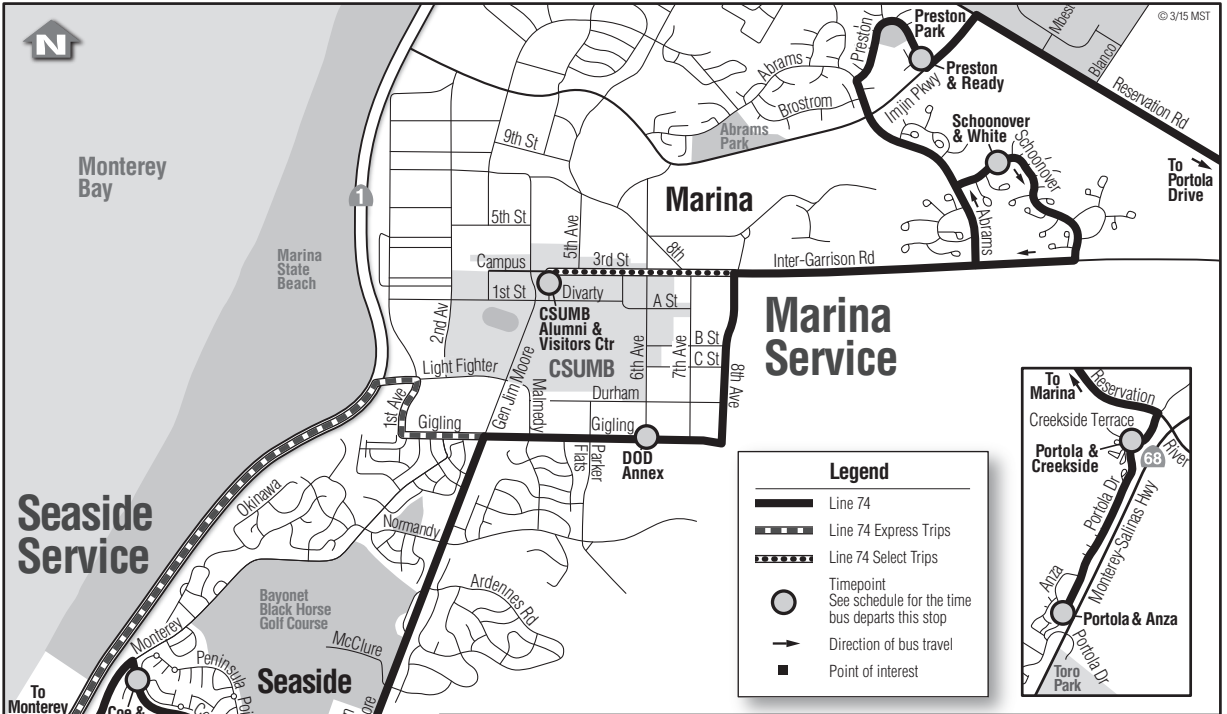 © 3/15 MST
N
Monterey
Bay
Marina
State
Beach
1
Preston
Park
Preston
Preston
& Ready
Abrams
Brostrom
Abrams
Park
Imjin Pkwy
Blanco
Reservation Rd
Schoonover
& White
Schoonover
To
Portola
Drive
Marina
9th St
5th St
5th Ave
8th
3rd St
Campus
Inter-Garrison Rd
Abrams
1st St
Divarty
A St
CSUMB
Alumni &
Visitors Ctr
CSUMB
2nd Av
B St
C St
6th Ave
7th Ave
8th Ave
Marina
Service
Light Fighter
Gen Jim Moore
Malmedy
Durham
1st Ave
Gigling
Gigling
DOD
Annex
Parker
Flats
Okinawa
Normandy
Seaside
Service
Ardennes Rd
Bayonet
Black Horse
Golf Course
McClure
Monterey
Peninsula
Seaside
To
Monterey
Coe &
Legend
Line 74
Line 74 Express Trips
Line 74 Select Trips
Timepoint
See schedule for the time
bus departs this stop
Direction of bus travel
Point of interest
To
Marina
Reservation
Creekside Terrace
Portola &
Creekside
68
River
Portola Dr
Monterey-Salinas Hwy
Anza
Portola & Anza
Portola Dr
Toro
Park